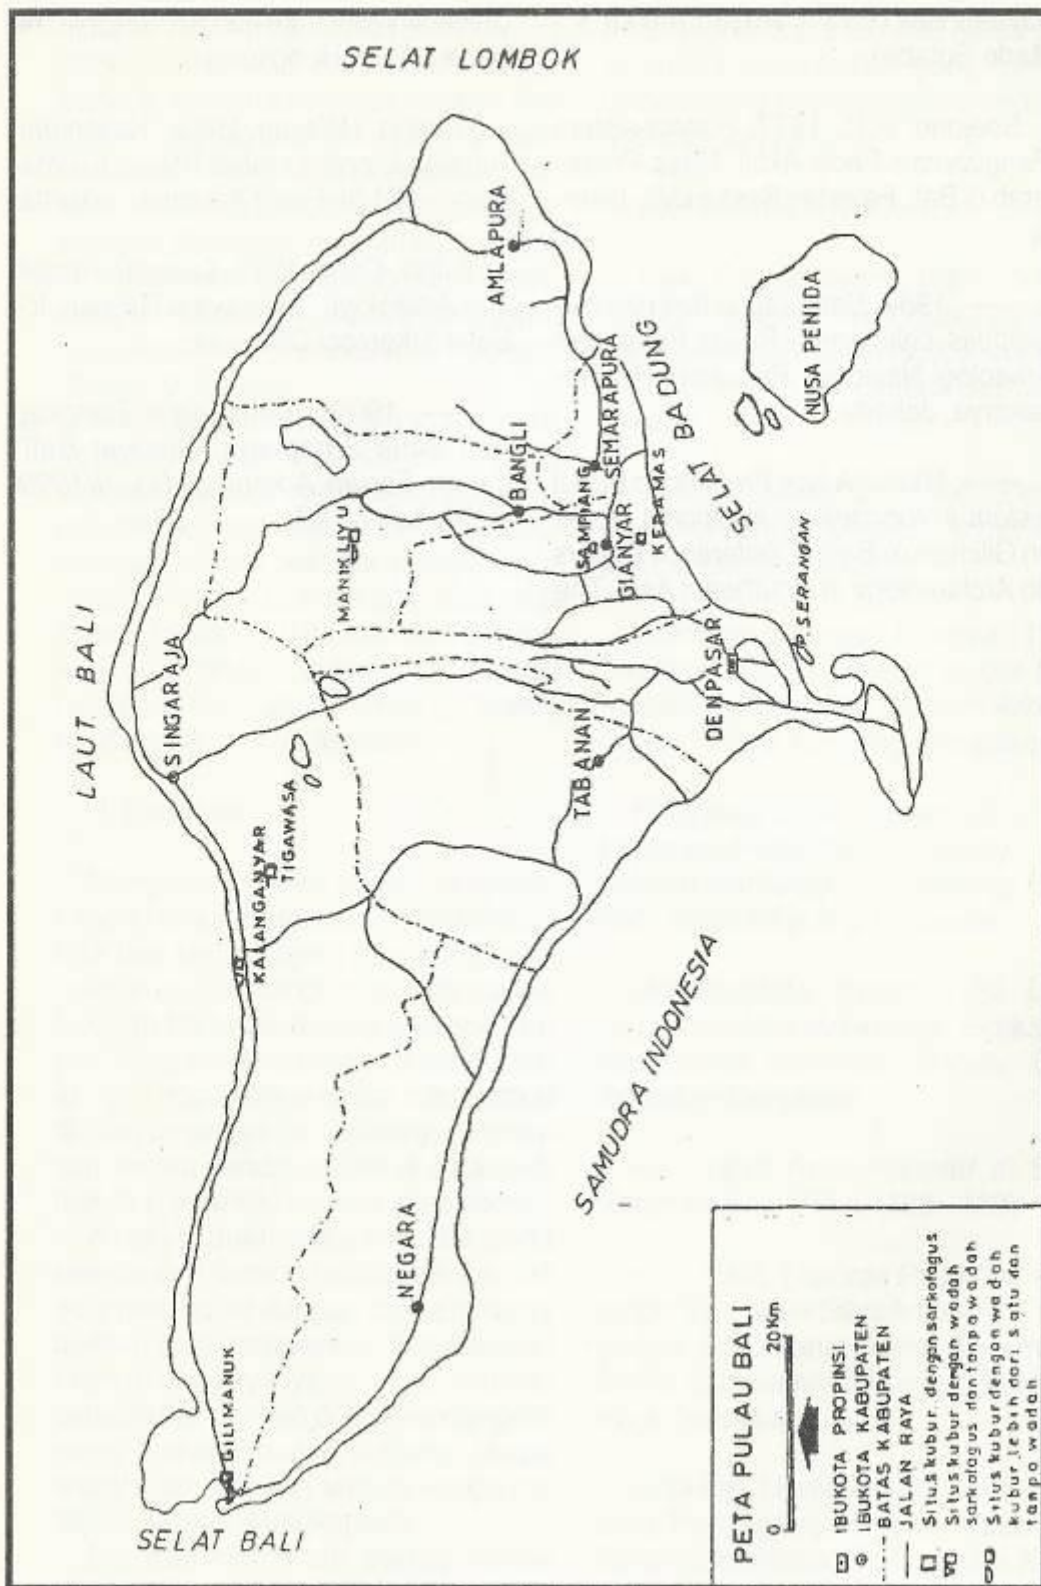 SELAT LOMBOK
AMLAPURA
NUSA PENIDA
SELAT BADUNG
SEMARAPURA
BANGLI
SAMPIANG
GIANYAR
KERAMAS
MANIKLIYU
LAUT BALI
SINGARAJA
P. SERANGAN
DENPASAR
TABANAN
TIGAWASA
KALANGANYAR
SAMUDRA INDONESIA
NEGARA
GILIMANUK
SELAT BALI
PETA PULAU BALI
0 20 Km
IBUKOTA PROPINSI
IBUKOTA KABUPATEN
BATAS KABUPATEN
JALAN RAYA
Situs kubur dengan sarkofagus
Situs kubur dengan wadah
sarkofagus dan tanpa wadah
Situs kubur dengan wadah
kubur lebih dari satu dan
tanpa wadah